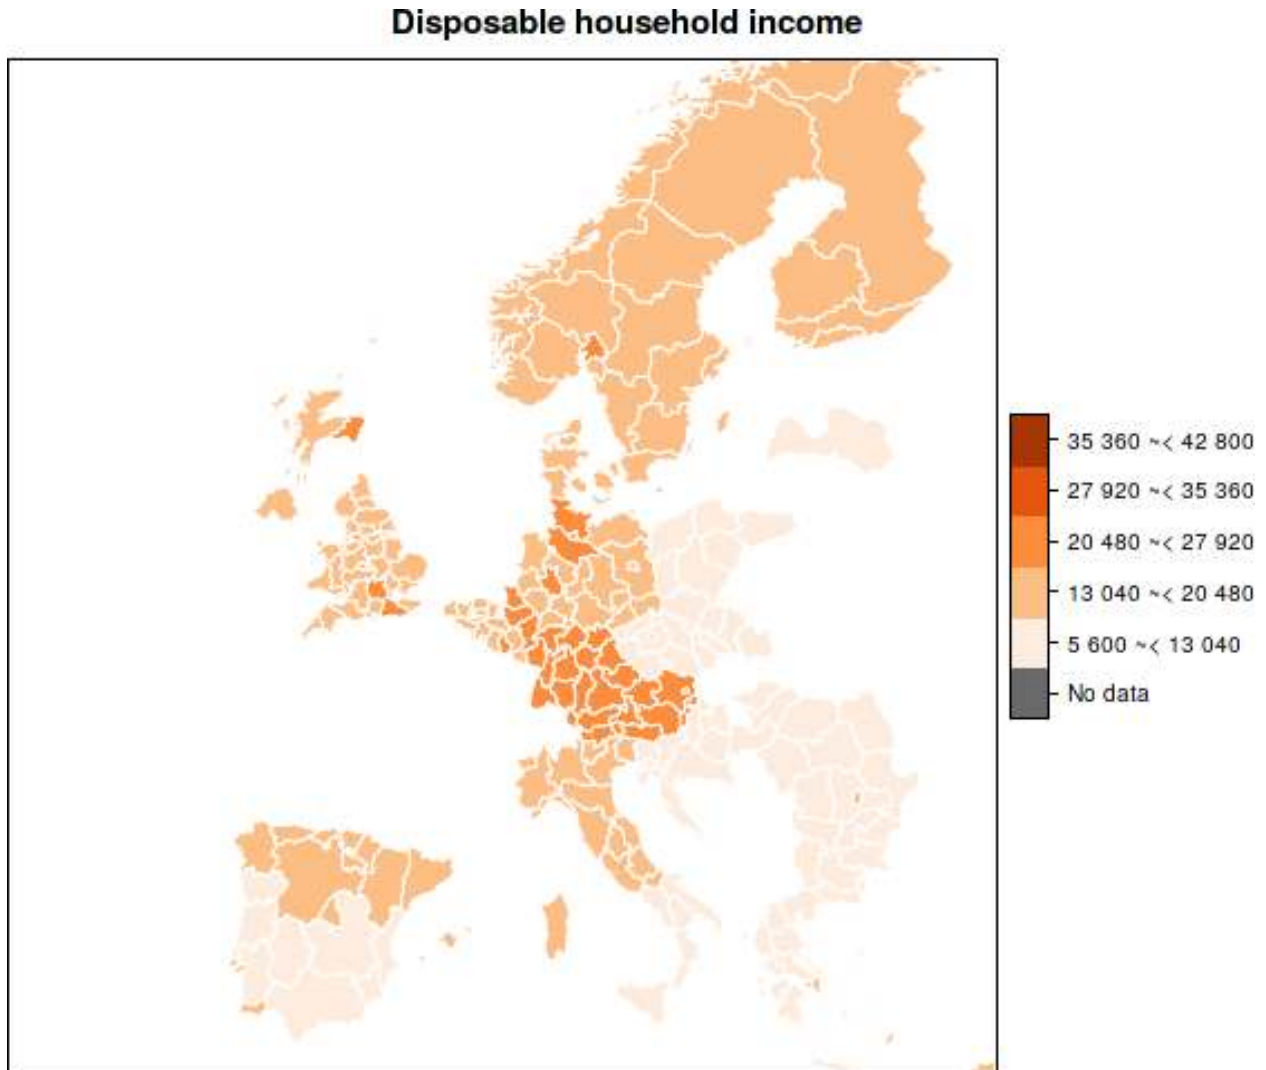 Disposable household income
35 360 ~< 42 800
27 920 ~< 35 360
20 480 ~< 27 920
13 040 ~< 20 480
5 600 ~< 13 040
No data